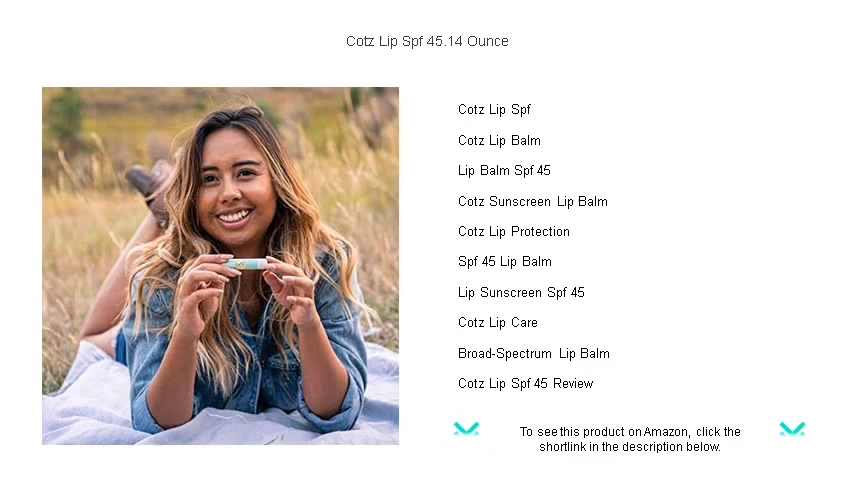 Cotz Lip Spf 45.14 Ounce
Cotz Lip Spf
Cotz Lip Balm
Lip Balm Spf 45
Cotz Sunscreen Lip Balm
Cotz Lip Protection
Spf 45 Lip Balm
Lip Sunscreen Spf 45
Cotz Lip Care
Broad-Spectrum Lip Balm
Cotz Lip Spf 45 Review
To see this product on Amazon, click the
shortlink in the description below.